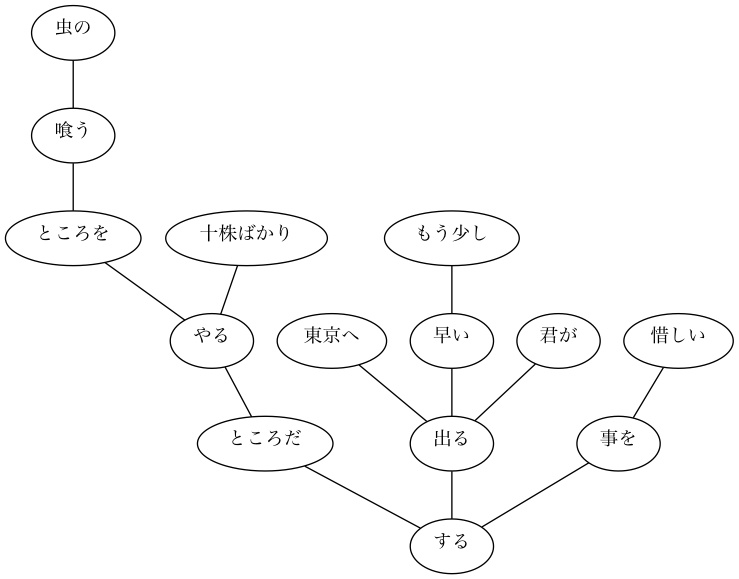 虫の
喰う
ところを
十株ばかり
もう少し
やる
東京へ
早い
君が
惜しい
ところだ
出る
事を
する